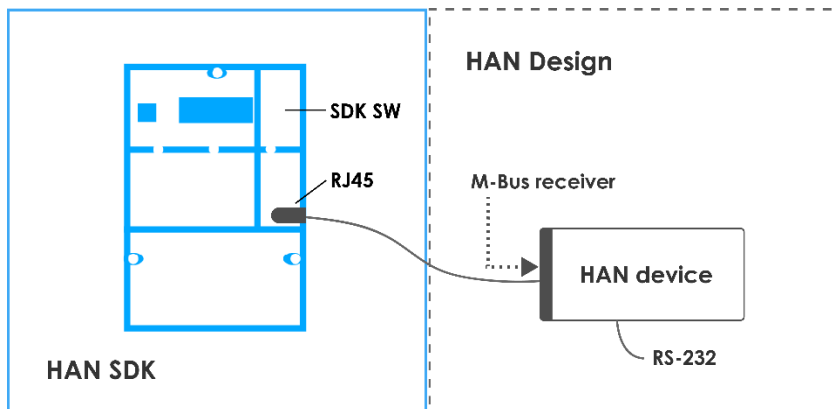 HAN Design
SDK SW
RJ45
M-Bus receiver
HAN device
RS-232
HAN SDK